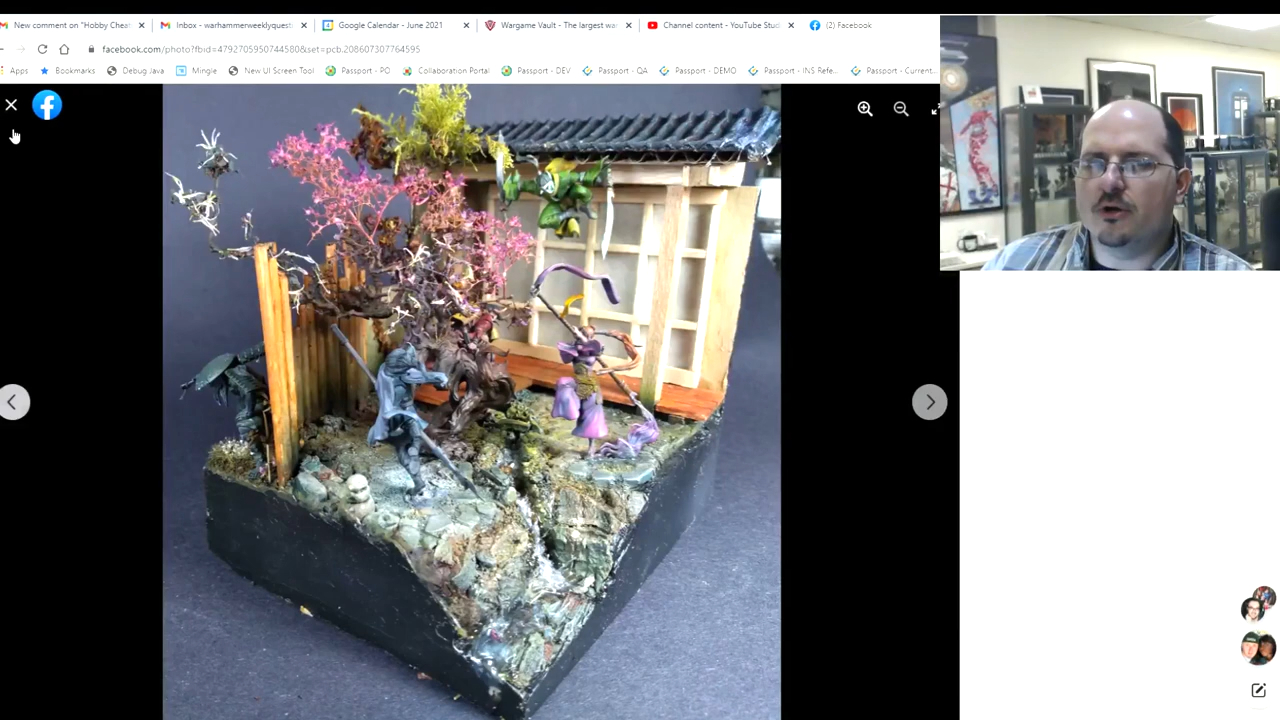 New comment on "Hobby Cheat
Inbox - warhammerweeklyquest
Google Calendar - June 2021
Wargame Vault - The largest wa
Channel content - YouTube Stud
(2) Facebook
facebook.com/photo?fbid=4792705950744580&set=pcb.208607307764595
Apps
Bookmarks
Debug Java
Mingle
New UI Screen Tool
Passport - PO
Collaboration Portal
Passport - DEV
Passport - QA
Passport - DEMO
Passport - INS Refe...
Passport - Current...